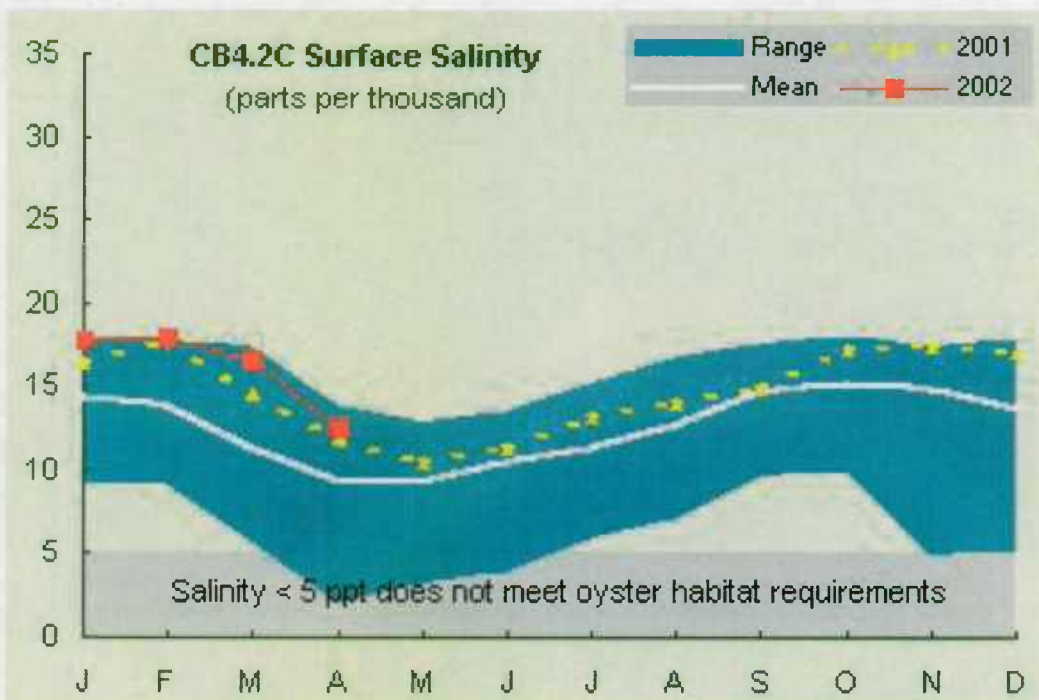 CB4.2C Surface Salinity
(parts per thousand)
Range
2001
Mean
2002
35
30
25
20
15
10
5
0
Salinity < 5 ppt does not meet oyster habitat requirements
J F M A M J J A S O N D